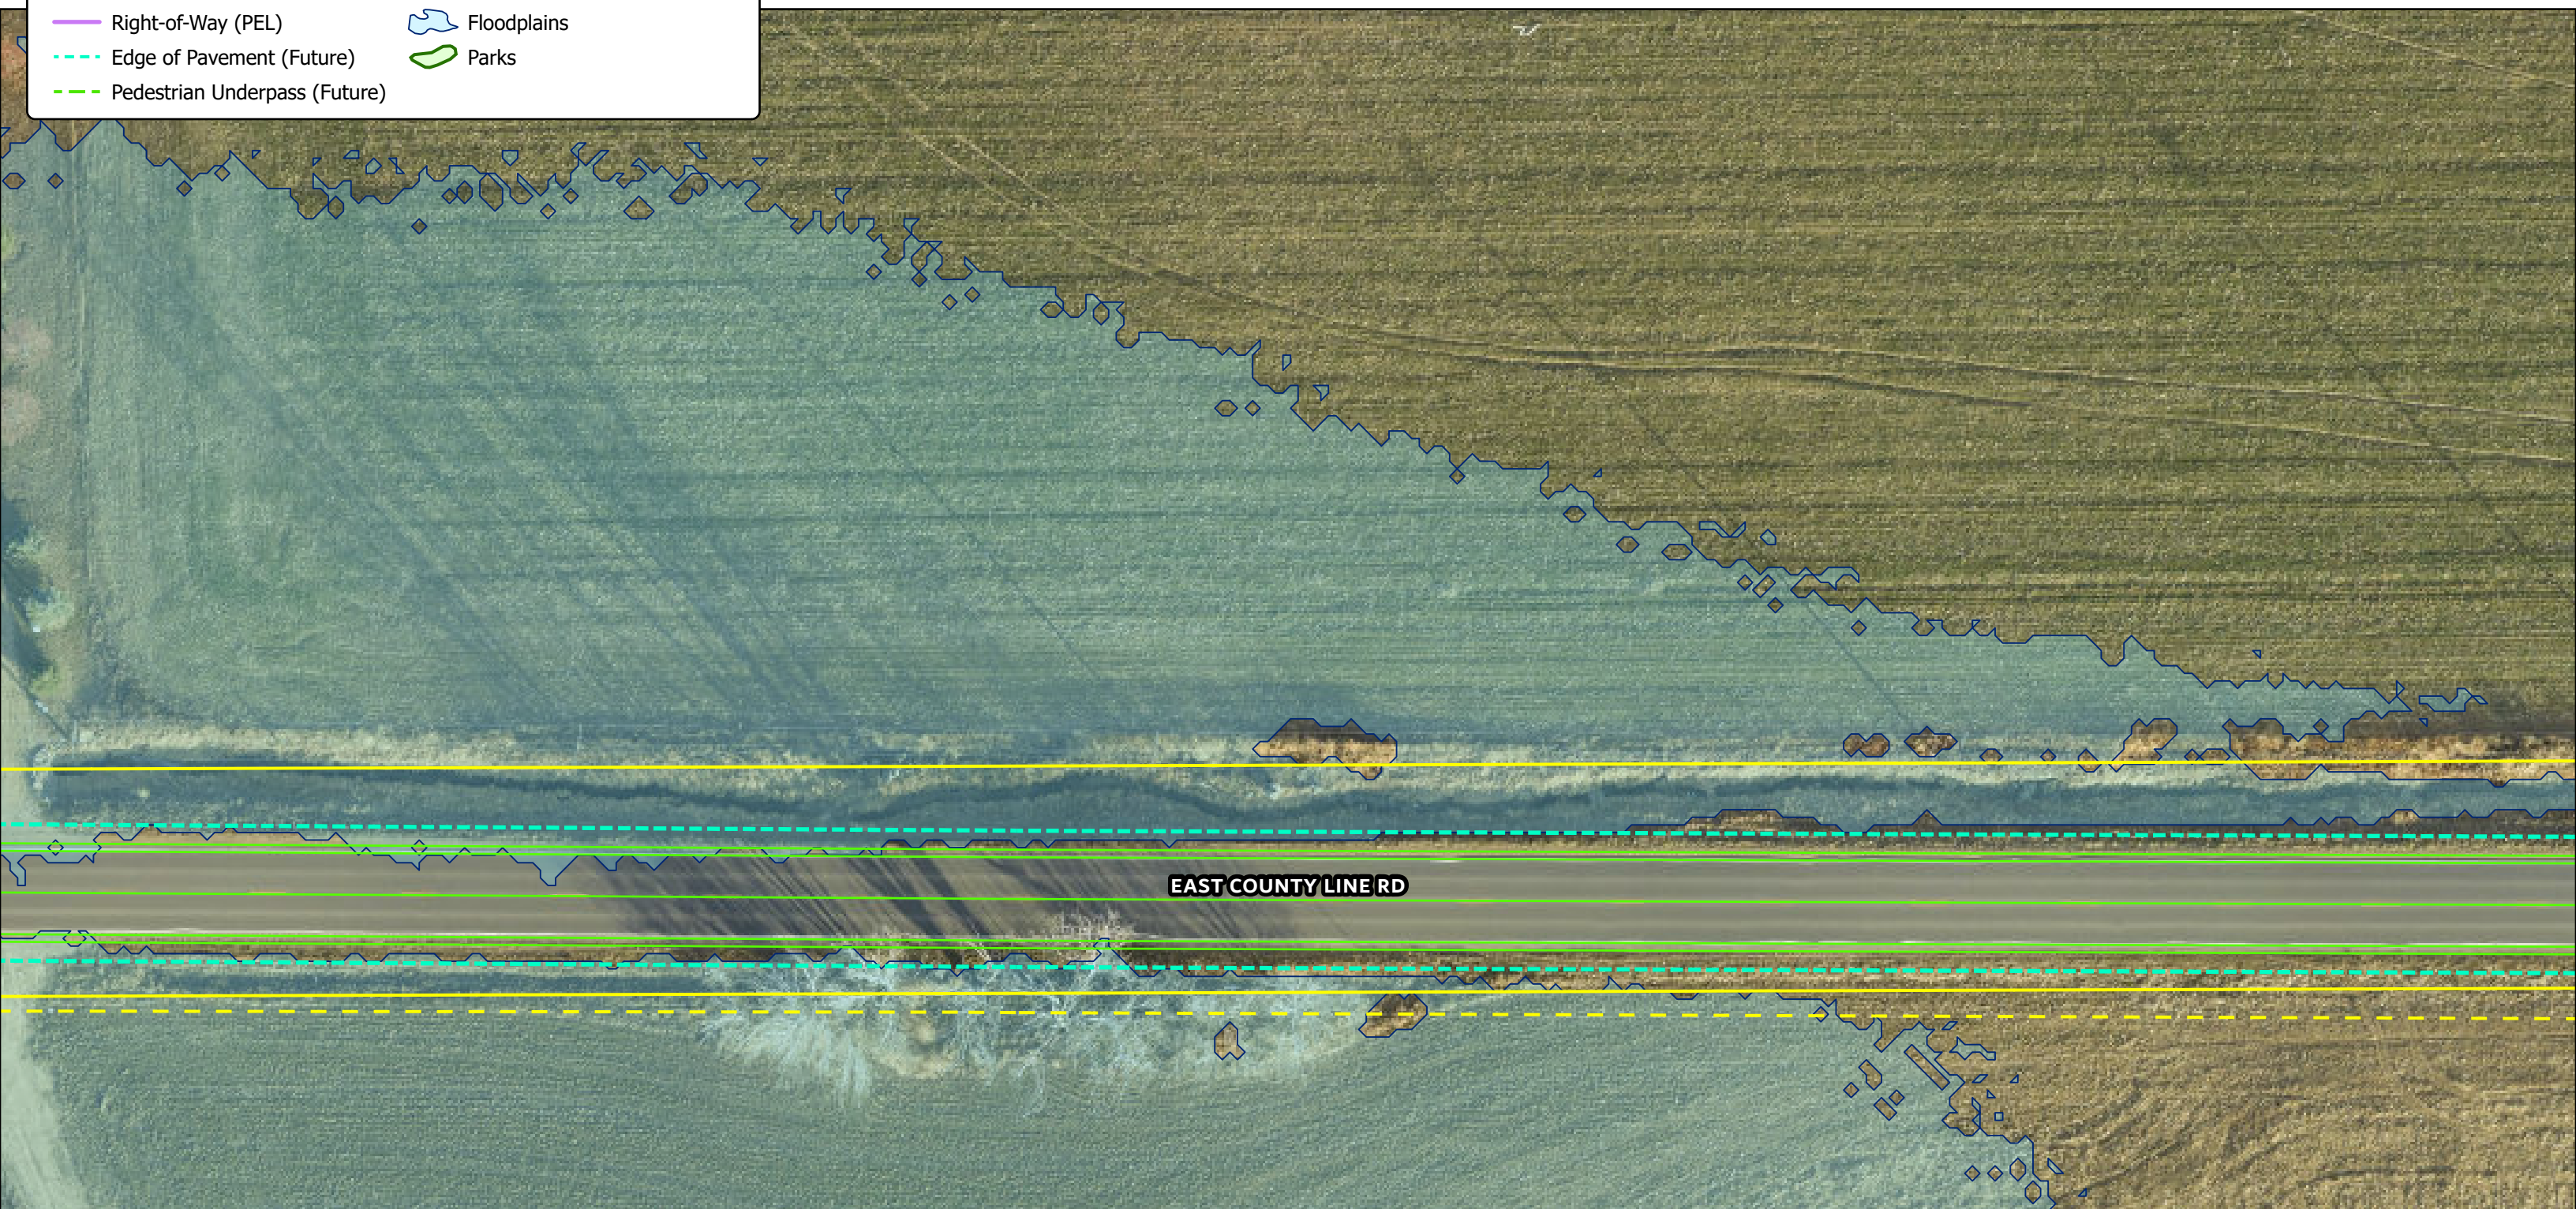 Right-of-Way (PEL)
Edge of Pavement (Future)
Pedestrian Underpass (Future)
Floodplains
Parks
EAST COUNTY LINE RD